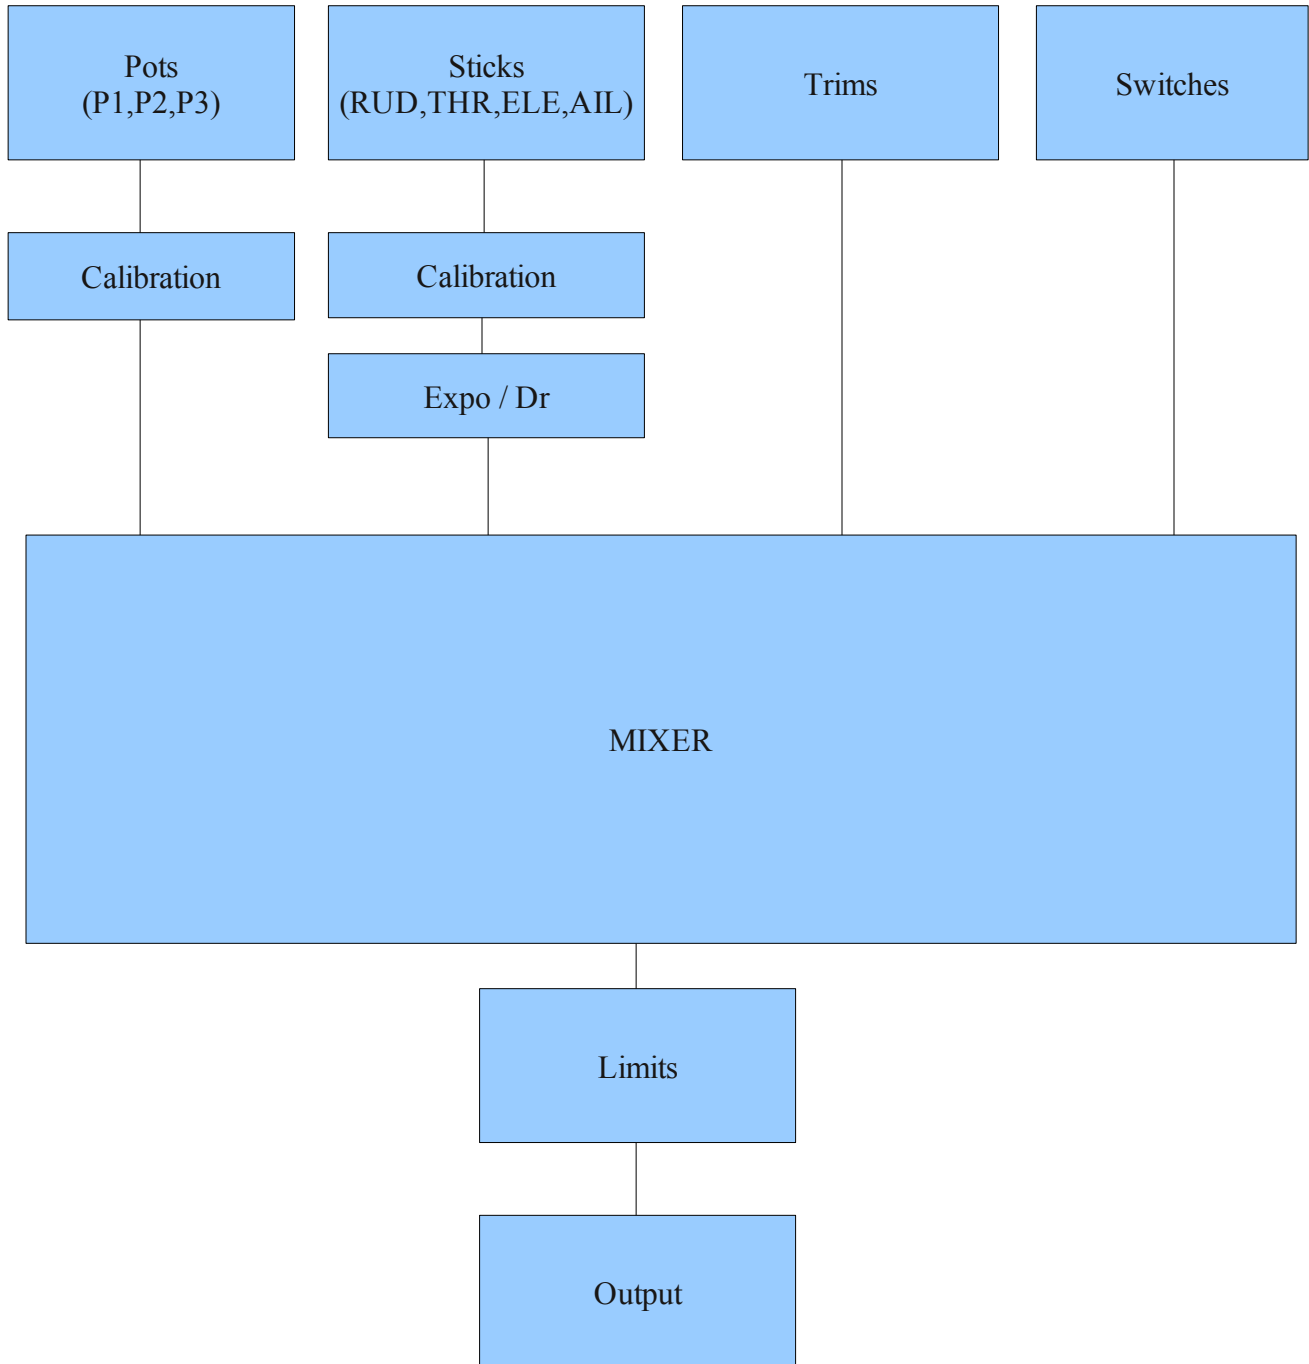 Pots
(P1,P2,P3)
Sticks
(RUD,THR,ELE,AIL)
Trims
Switches
Calibration
Calibration
Expo / Dr
MIXER
Limits
Output